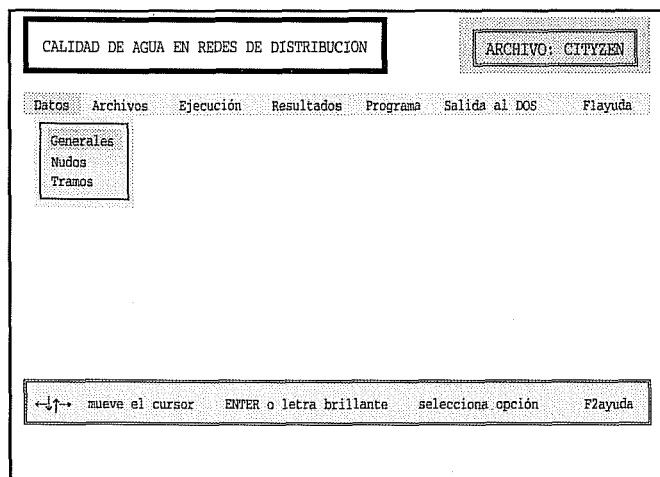 CALIDAD DE AGUA EN REDES DE DISTRIBUCION
ARCHIVO: CITYZEN
Datos Archivos Ejecución Resultados Programa Salida al DOS F1ayuda
Generales
Nudos
Tramos
←↓↑→ mueve el cursor ENTER o letra brillante selecciona opción F2ayuda